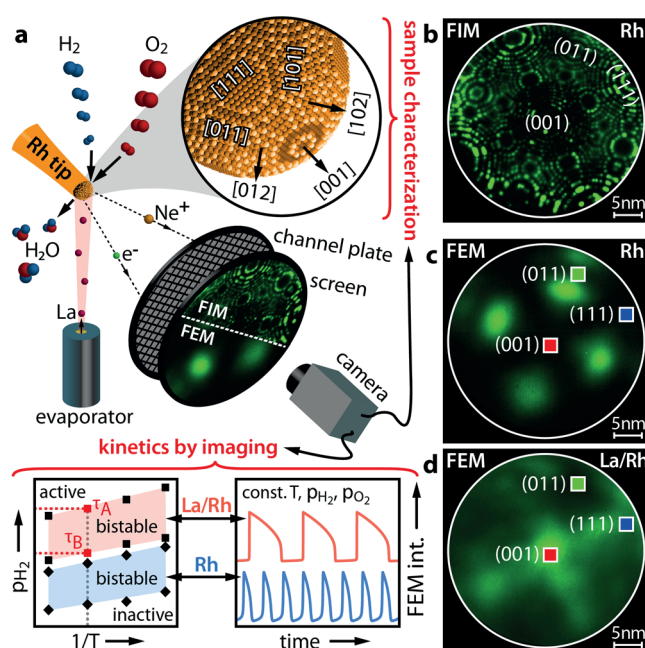 a
H₂
O₂
[111]
[101]
[011]
[102]
[012]
[001]
Rh tip
sample characterization
Ne⁺
e⁻
H₂O
La
channel plate
screen
FIM
FEM
camera
evaporator
kinetics by imaging
active
τA
bistable
τB
bistable
inactive
pH₂
1/T
La/Rh
Rh
const. T, pH₂, pO₂
FEM int.
time
b
FIM
Rh
(011)
(111)
(001)
5nm
c
FEM
Rh
(011)
(111)
(001)
5nm
d
FEM
La/Rh
(011)
(111)
(001)
5nm